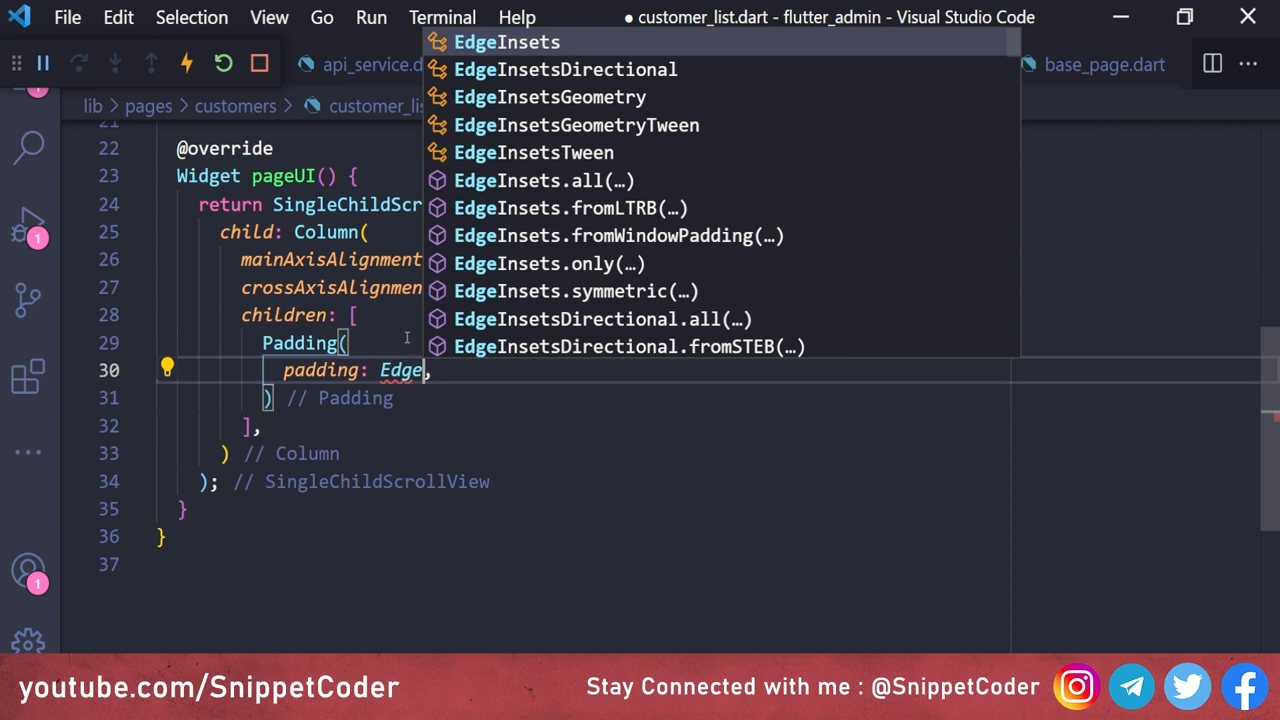 File Edit Selection View Go Run Terminal Help ● customer_list.dart - flutter_admin - Visual Studio Code
api_service.d
base_page.dart
lib > pages > customers > customer_lis
EdgeInsets
EdgeInsetsDirectional
EdgeInsetsGeometry
EdgeInsetsGeometryTween
EdgeInsetsTween
EdgeInsets.all(…)
EdgeInsets.fromLTRB(…)
EdgeInsets.fromWindowPadding(…)
EdgeInsets.only(…)
EdgeInsets.symmetric(…)
EdgeInsetsDirectional.all(…)
EdgeInsetsDirectional.fromSTEB(…)
21
22 @override
23 Widget pageUI() {
24 return SingleChildScr
25 child: Column(
26 mainAxisAlignment
27 crossAxisAlignmen
28 children: [
29 Padding(
30 padding: Edge,
31 ) // Padding
32 ],
33 ) // Column
34 ); // SingleChildScrollView
35 }
36 }
37
1
1
1
youtube.com/SnippetCoder
Stay Connected with me : @SnippetCoder